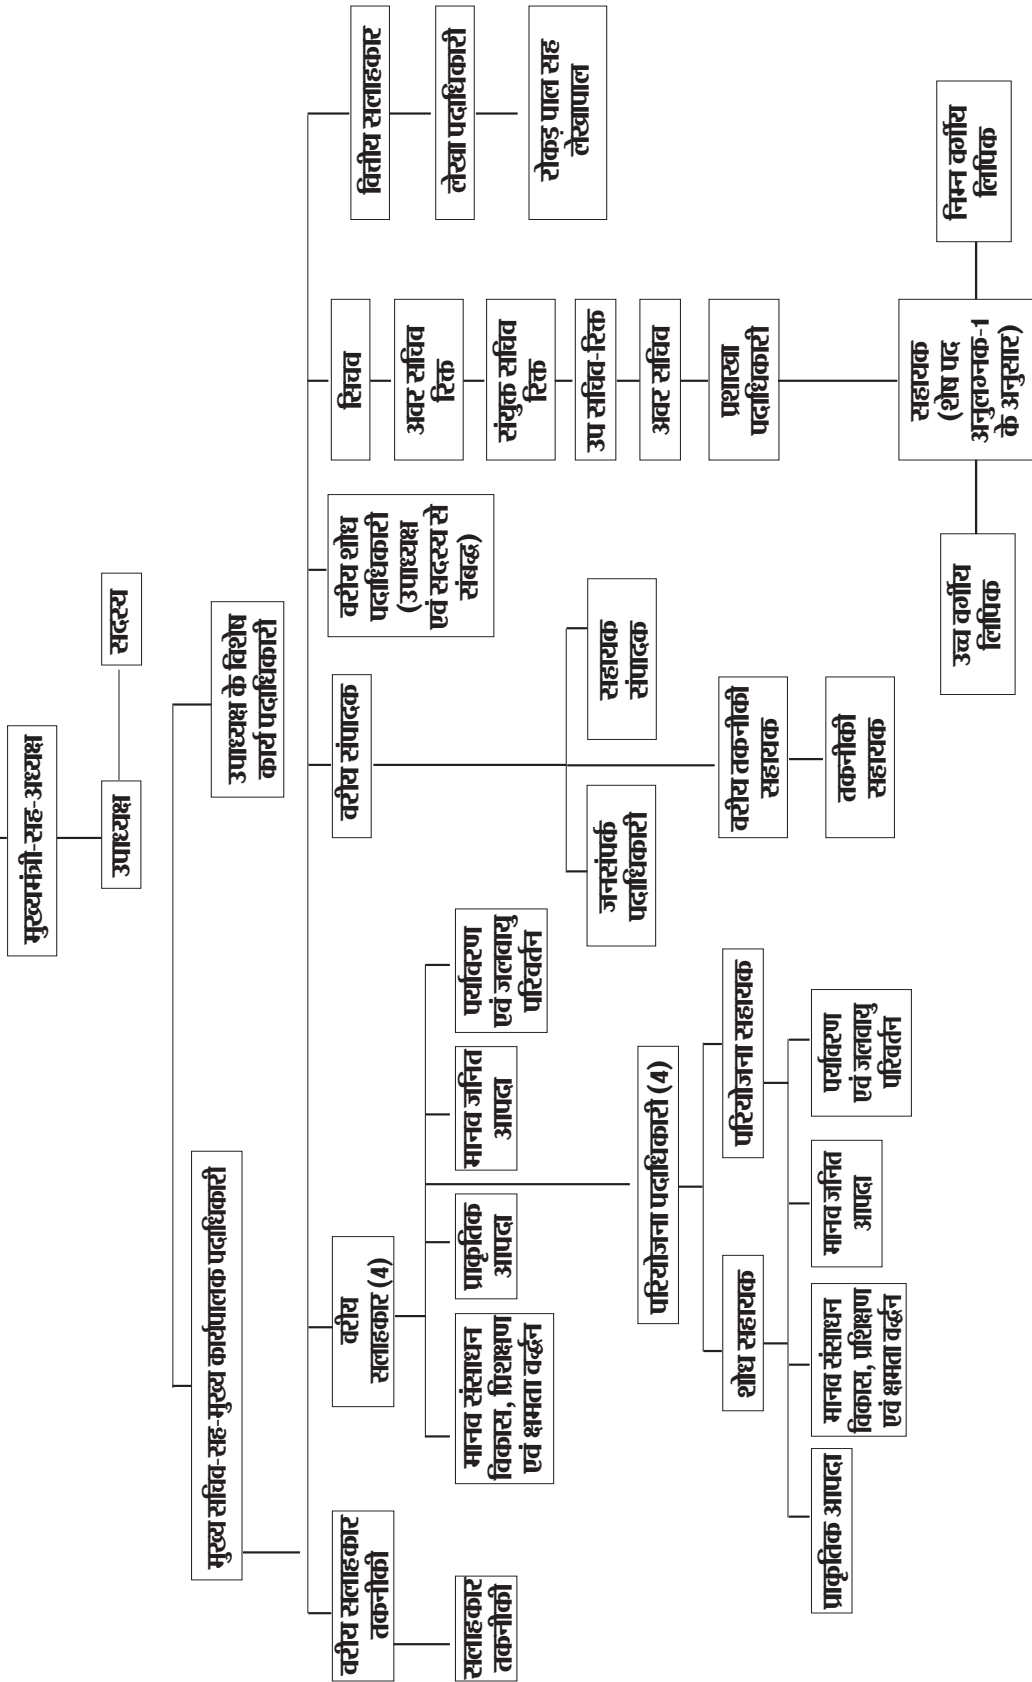 मुख्यमंत्री-सह-अध्यक्ष
उपाध्यक्ष
सदस्य
मुख्य सचिव-सह-मुख्य कार्यपालक पदाधिकारी
उपाध्यक्ष के विशेष
कार्य पदाधिकारी
वरीय सलाहकार
तकनीकी
वरीय
सलाहकार (4)
वरीय संपादक
वरीय
पदाधिकारी
(उपाध्यक्ष
एवं सदस्य से
संबद्ध)
सचिव
वित्तीय सलाहकार
तकनीकी
सलाहकार
मानव संसाधन
विकास, प्रशिक्षण
एवं क्षमता वर्द्धन
प्राकृतिक
आपदा
मानव जनित
आपदा
पर्यावरण
एवं जलवायु
परिवर्तन
अपर सचिव
एक
लेखा पदाधिकारी
संयुक्त सचिव
एक
रोकड़ पाल सह
लेखापाल
उप सचिव-एक
जनसंपर्क
पदाधिकारी
सहायक
संपादक
परियोजना पदाधिकारी (4)
अवर सचिव
शोध सहायक
परियोजना सहायक
वरीय तकनीकी
सहायक
प्रशाखा
पदाधिकारी
प्राकृतिक आपदा
मानव संसाधन
विकास, प्रशिक्षण
एवं क्षमता वर्द्धन
मानव जनित
आपदा
पर्यावरण
एवं जलवायु
परिवर्तन
तकनीकी
सहायक
उच्च वर्गीय
लिपिक
सहायक
पद
अनुलग्नक-1
के अनुसार)
निम्न वर्गीय
लिपिक